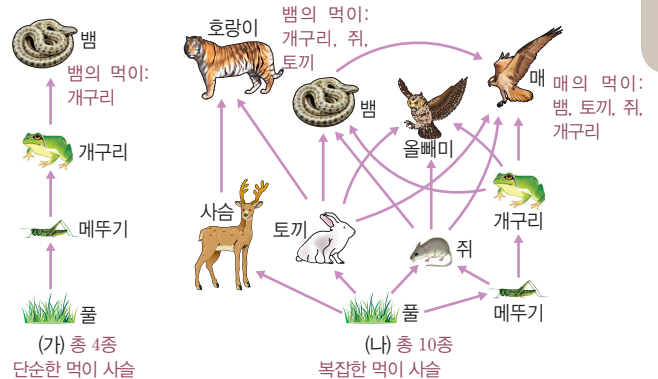 뱀
뱀의 먹이:
개구리
개구리
메뚜기
풀
(가) 총 4종
단순한 먹이 사슬
호랑이
뱀의 먹이:
개구리, 쥐,
토끼
뱀
올빼미
매
매의 먹이:
뱀, 토끼, 쥐,
개구리
사슴
토끼
쥐
개구리
풀
메뚜기
(나) 총 10종
복잡한 먹이 사슬